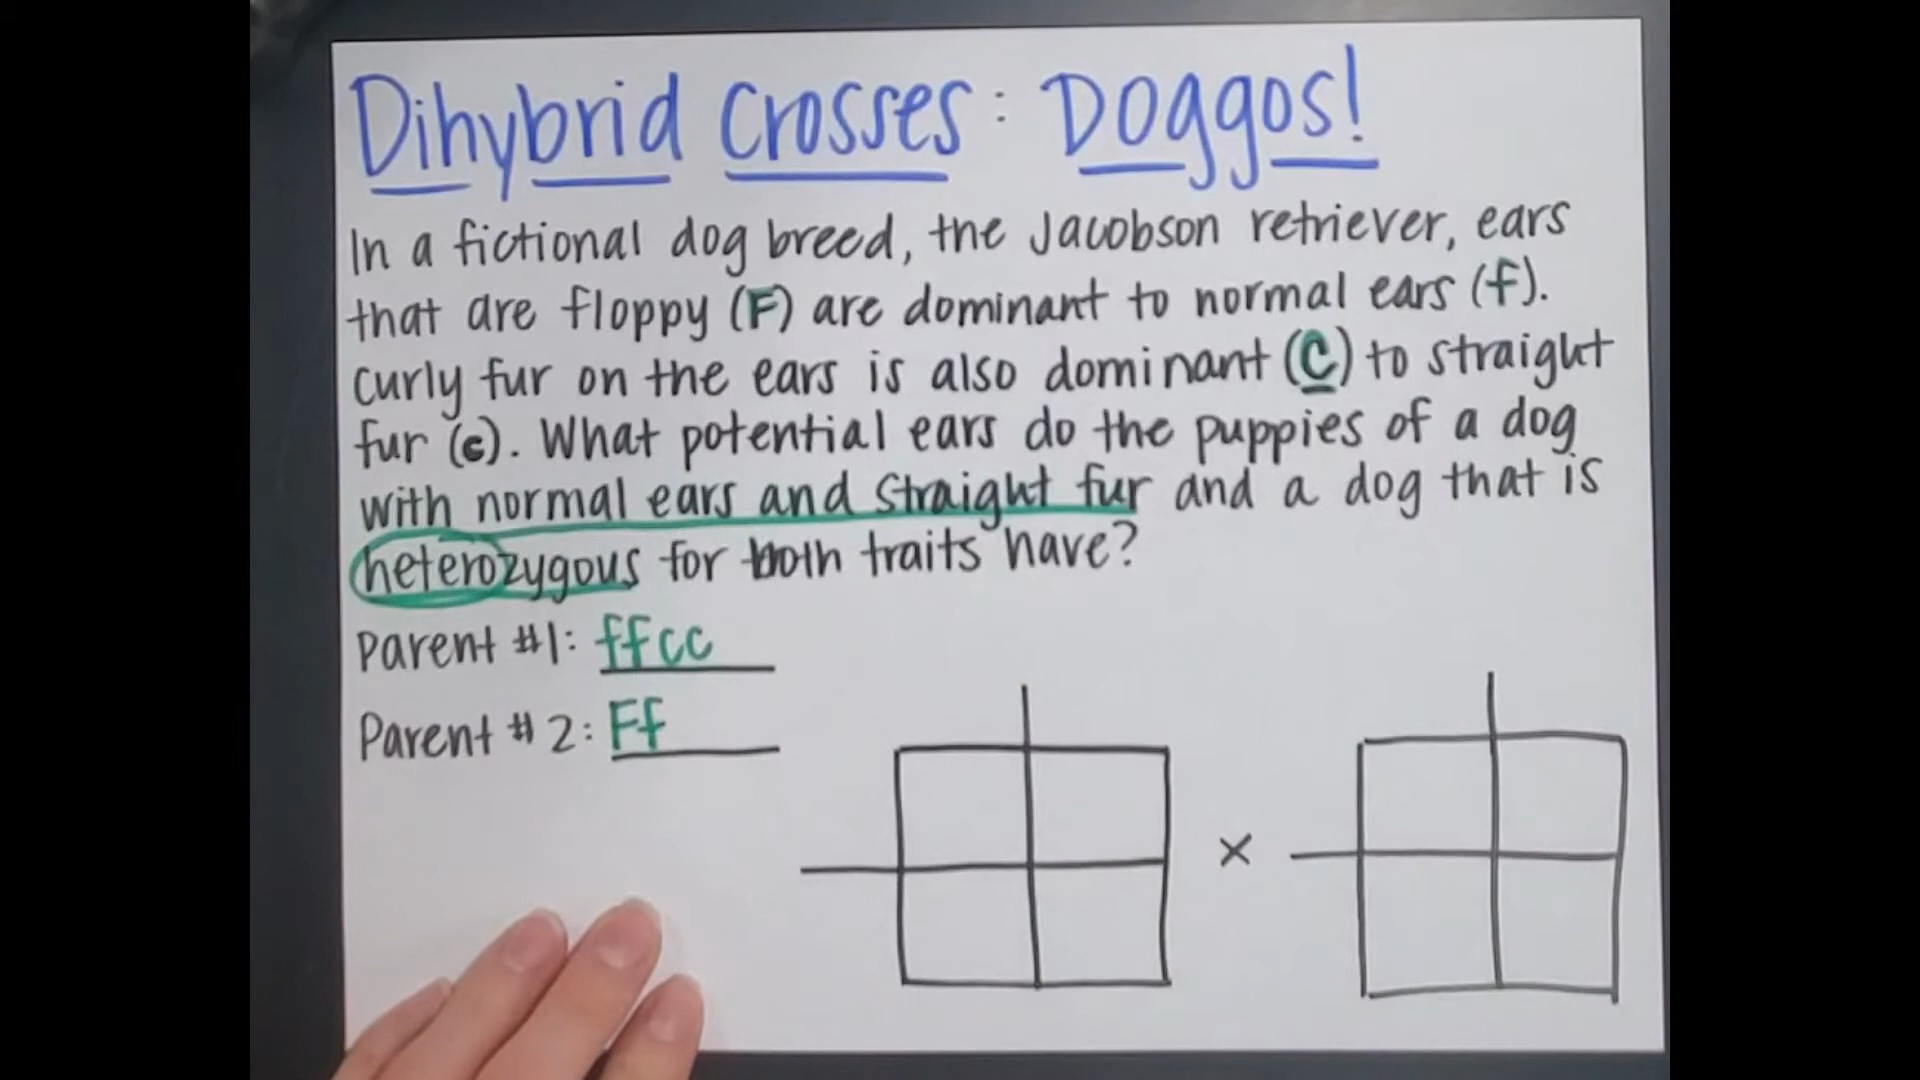 Dihybrid Crosses: Doggos!
In a fictional dog breed, the Jacobson retriever, ears
that are floppy (F) are dominant to normal ears (f).
Curly fur on the ears is also dominant (C) to straight
fur (c). What potential ears do the puppies of a dog
with normal ears and straight fur and a dog that is
heterozygous for both traits have?
Parent #1: ffcc
Parent #2: Ff
×